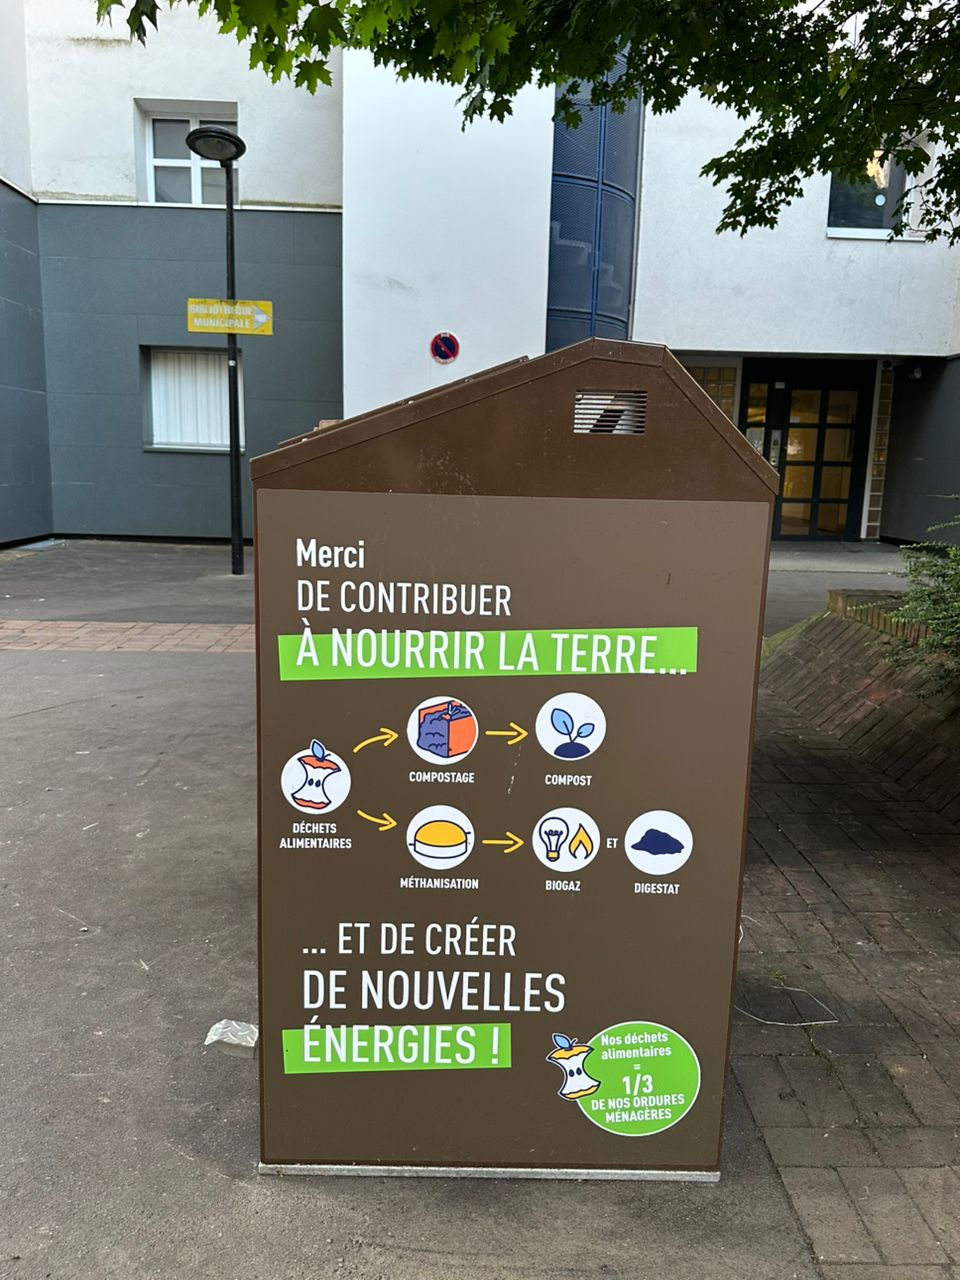 BIBLIOTHEQUE
MUNICIPALE
Merci
DE CONTRIBUER
À NOURRIR LA TERRE...
COMPOSTAGE
COMPOST
DÉCHETS
ALIMENTAIRES
MÉTHANISATION
BIOGAZ
ET
DIGESTAT
... ET DE CRÉER
DE NOUVELLES
ÉNERGIES !
Nos déchets
alimentaires
=
1/3
DE NOS ORDURES
MÉNAGÈRES